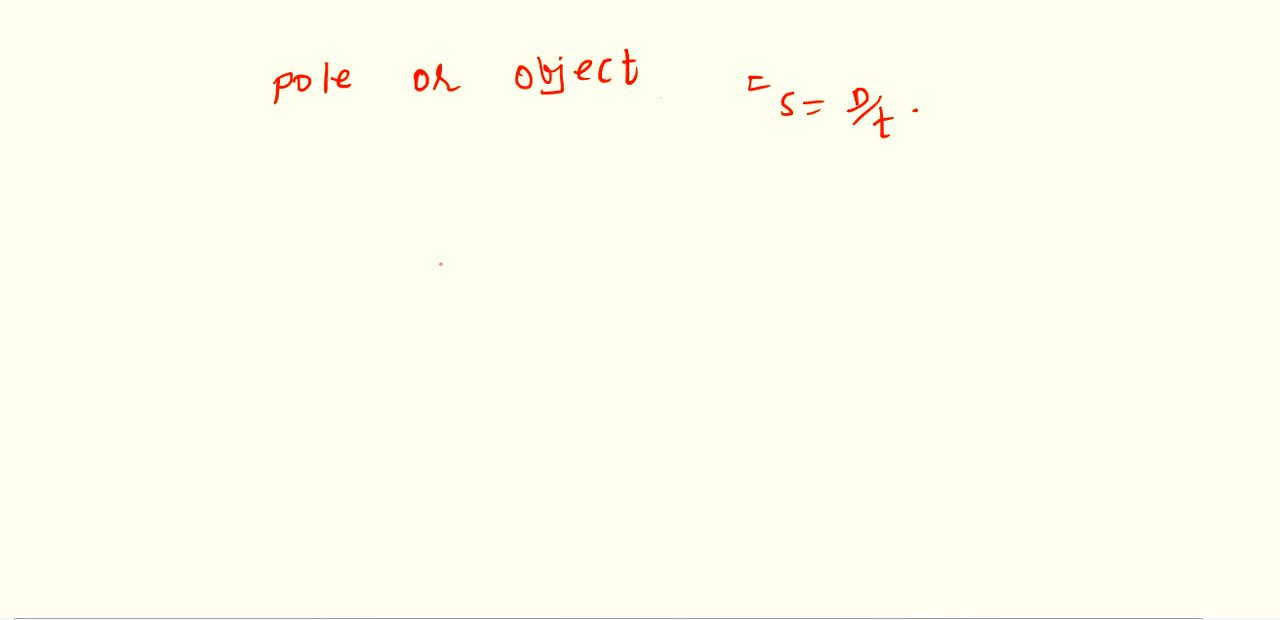 pole or object = S = D/t.